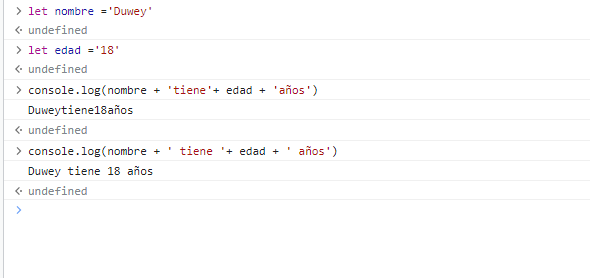 > let nombre ='Duwey'
<· undefined
> let edad ='18'
<· undefined
> console.log(nombre + 'tiene'+ edad + 'años')
Duweytiene18años
<· undefined
> console.log(nombre + ' tiene '+ edad + ' años')
Duwey tiene 18 años
<· undefined
>